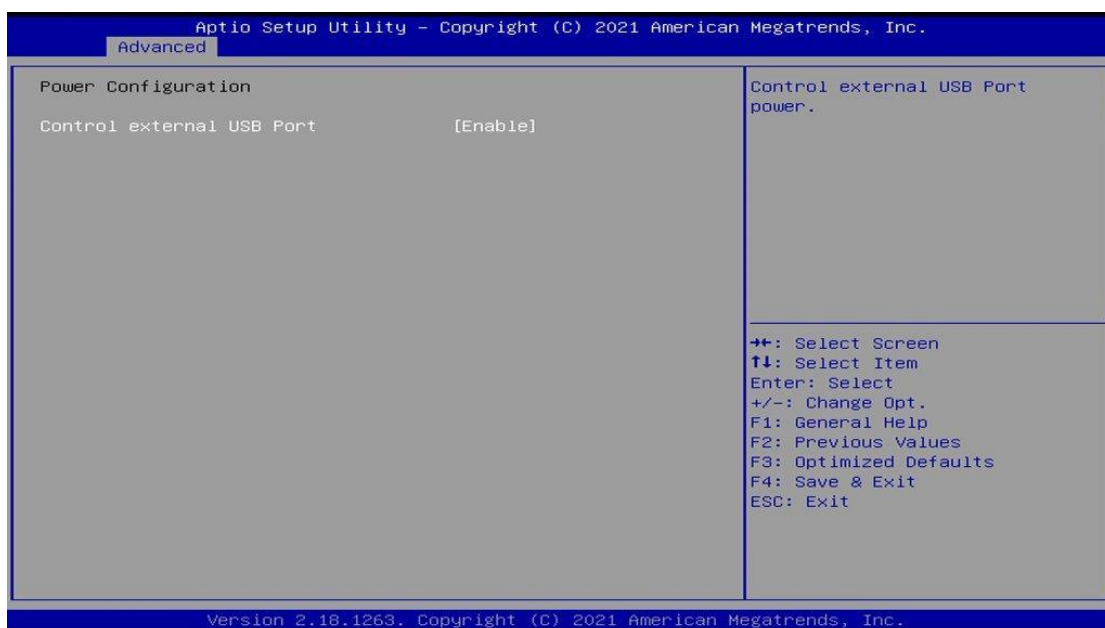 Aptio Setup Utility – Copyright (C) 2021 American Megatrends, Inc.
Advanced
Power Configuration
Control external USB Port [Enable]
Control external USB Port
power.
→←: Select Screen
↑↓: Select Item
Enter: Select
+/-: Change Opt.
F1: General Help
F2: Previous Values
F3: Optimized Defaults
F4: Save & Exit
ESC: Exit
Version 2.18.1263. Copyright (C) 2021 American Megatrends, Inc.